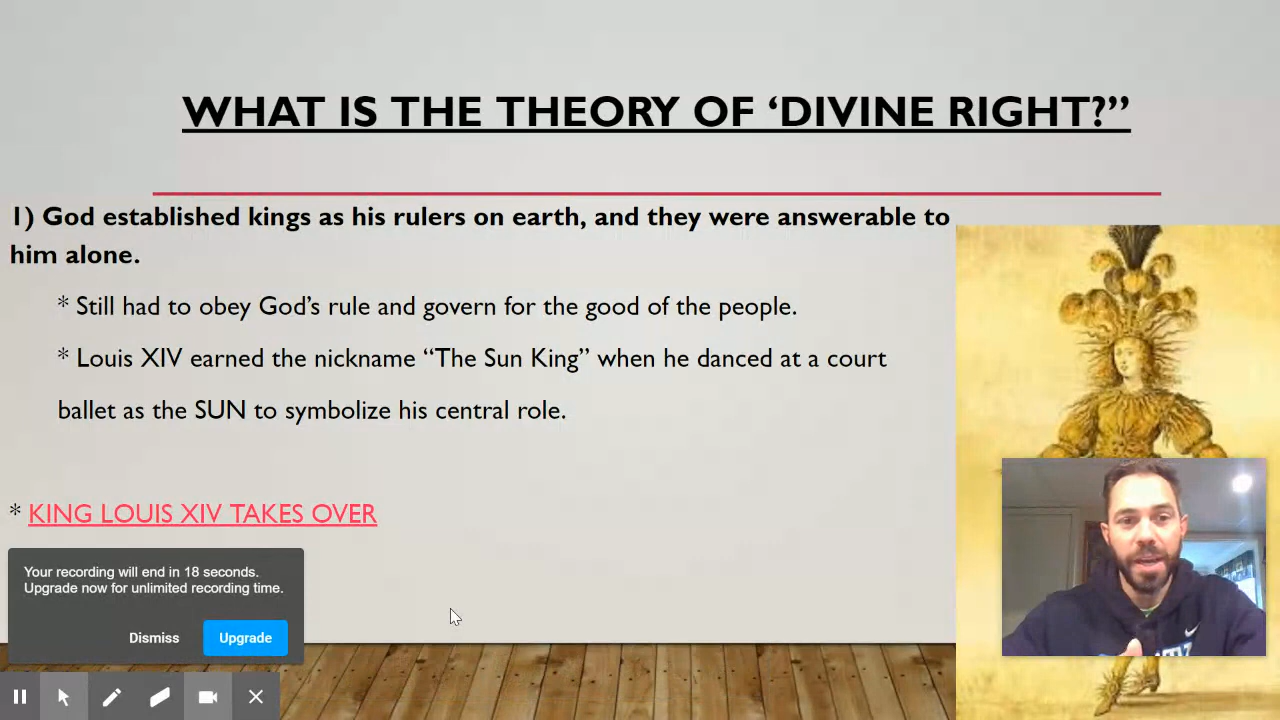 WHAT IS THE THEORY OF ‘DIVINE RIGHT?”
1) God established kings as his rulers on earth, and they were answerable to
him alone.
* Still had to obey God’s rule and govern for the good of the people.
* Louis XIV earned the nickname “The Sun King” when he danced at a court
ballet as the SUN to symbolize his central role.
* KING LOUIS XIV TAKES OVER
Your recording will end in 18 seconds.
Upgrade now for unlimited recording time.
Dismiss Upgrade